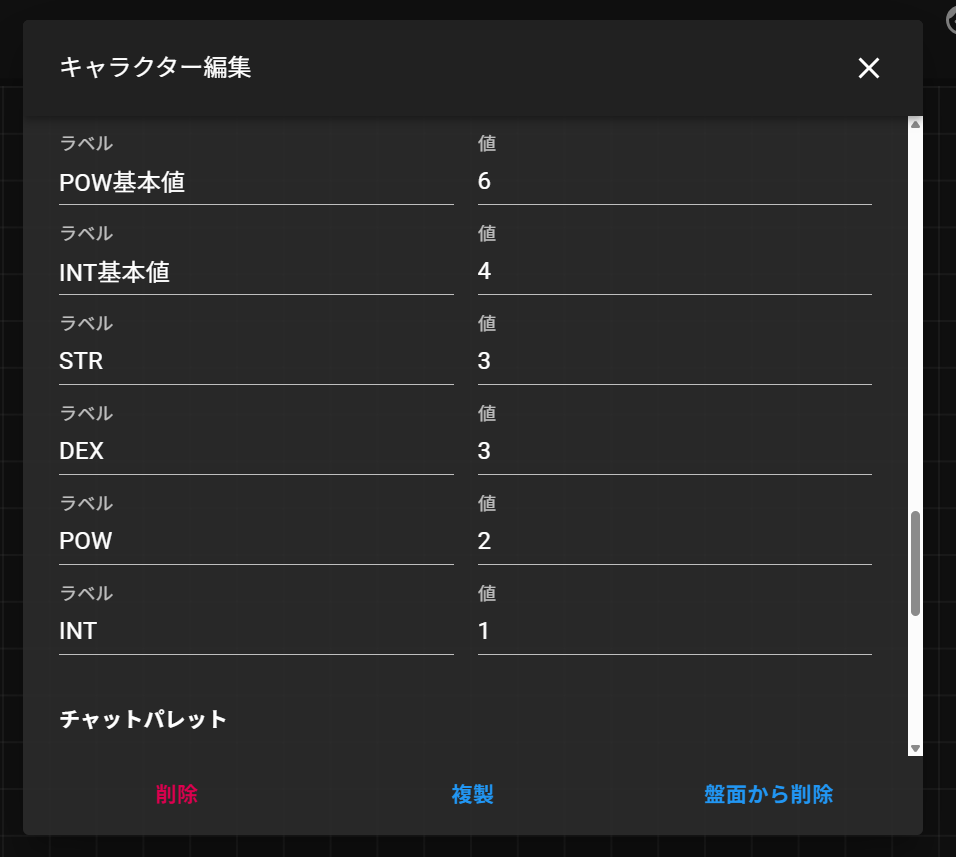 キャラクター編集
ラベル 値
POW基本値 6
ラベル 値
INT基本値 4
ラベル 値
STR 3
ラベル 値
DEX 3
ラベル 値
POW 2
ラベル 値
INT 1
チャットパレット
削除 複製 盤面から削除